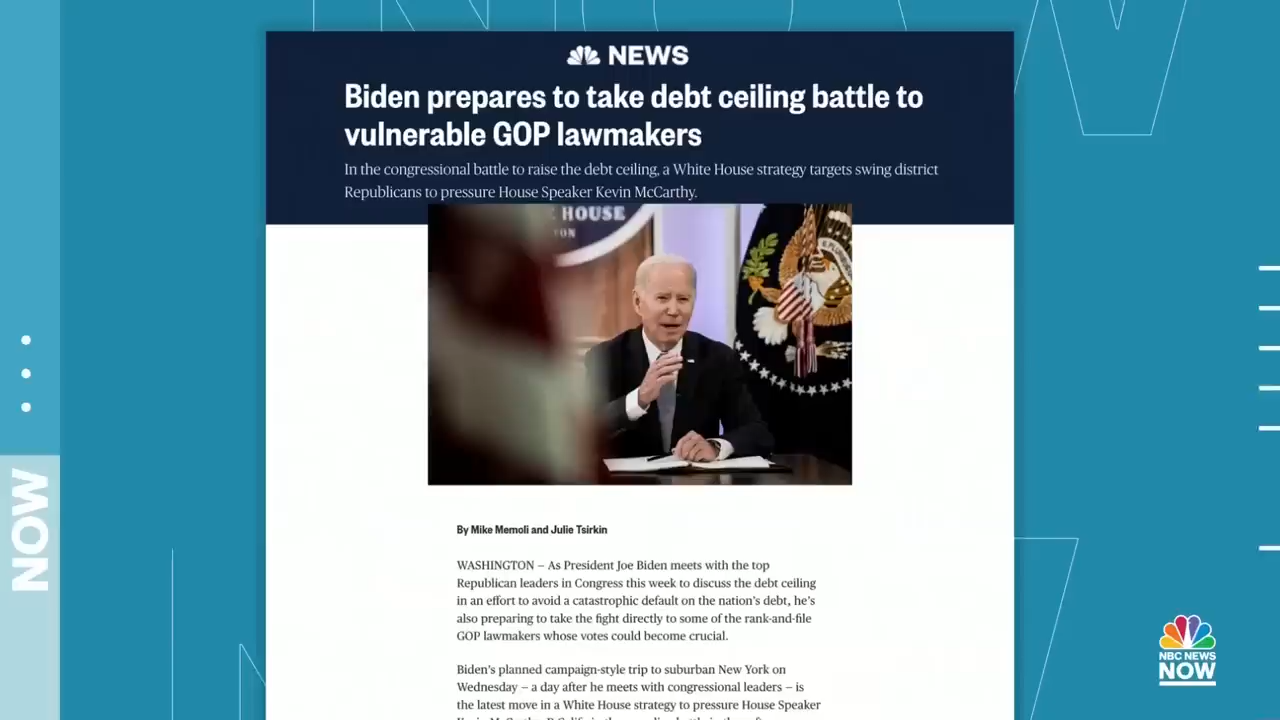 NEWS
Biden prepares to take debt ceiling battle to
vulnerable GOP lawmakers
In the congressional battle to raise the debt ceiling, a White House strategy targets swing district
Republicans to pressure House Speaker Kevin McCarthy.
HOUSE
By Mike Memoli and Julie Tsirkin
WASHINGTON — As President Joe Biden meets with the top
Republican leaders in Congress this week to discuss the debt ceiling
in an effort to avoid a catastrophic default on the nation’s debt, he’s
also preparing to take the fight directly to some of the rank-and-file
GOP lawmakers whose votes could become crucial.
Biden’s planned campaign-style trip to suburban New York on
Wednesday — a day after he meets with congressional leaders — is
the latest move in a White House strategy to pressure House Speaker
NOW
NBC NEWS
NOW